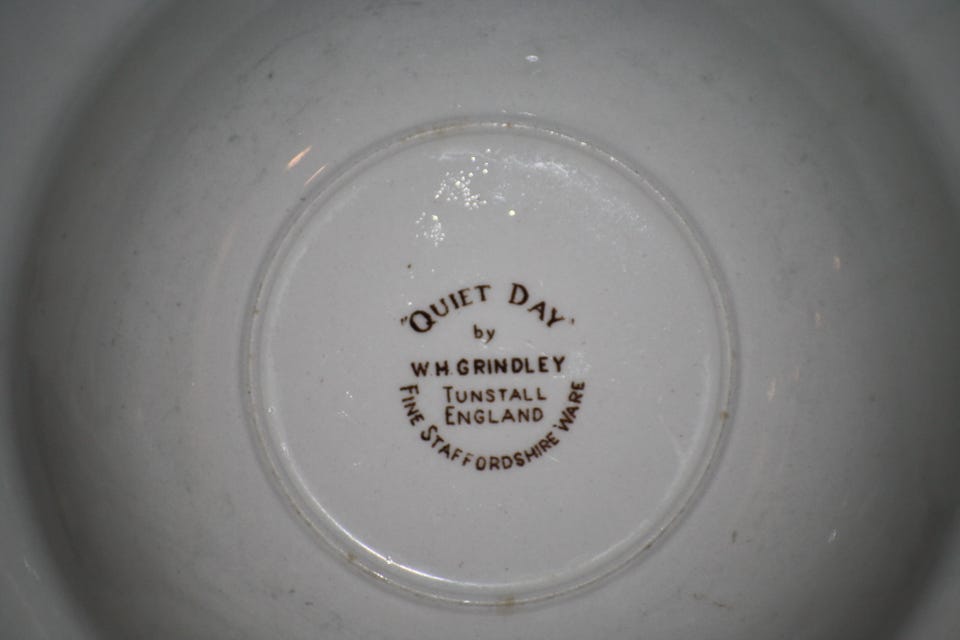 "QUIET DAY"
by
W.H. GRINDLEY
TUNSTALL
ENGLAND
FINE STAFFORDSHIRE WARE